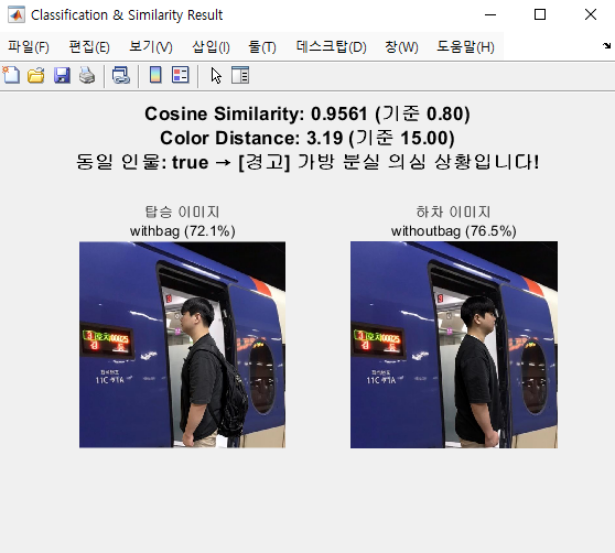 Classification & Similarity Result
파일(F) 편집(E) 보기(V) 삽입(I) 툴(T) 데스크탑(D) 창(W) 도움말(H)
Cosine Similarity: 0.9561 (기준 0.80)
Color Distance: 3.19 (기준 15.00)
동일 인물: true → [경고] 가방 분실 의심 상황입니다!
탑승 이미지
withbag (72.1%)
하차 이미지
withoutbag (76.5%)